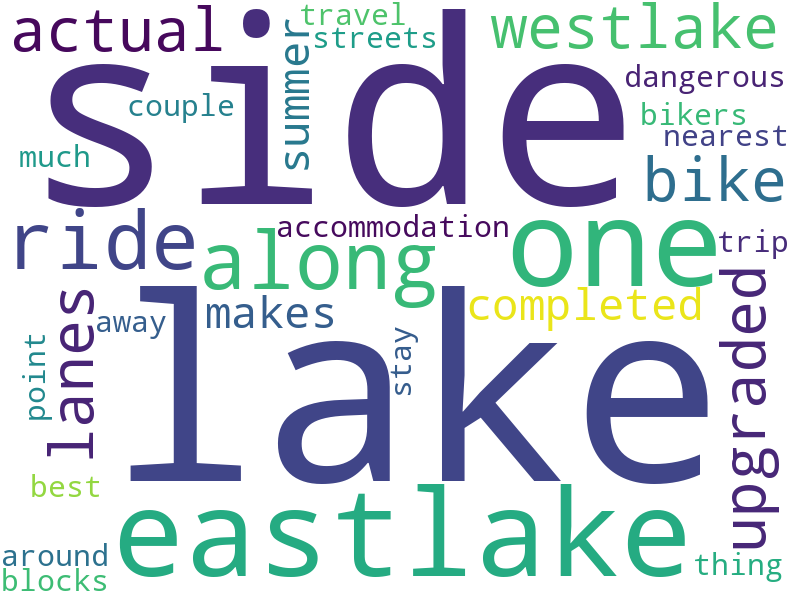 actual
travel
streets
westlake
side
summer
dangerous
couple
bikers
nearest
much
bike
ride
accommodation
along
one
trip
lanes
away
makes
completed
upgraded
point
stay
lake
best
eastlake
around
blocks
thing